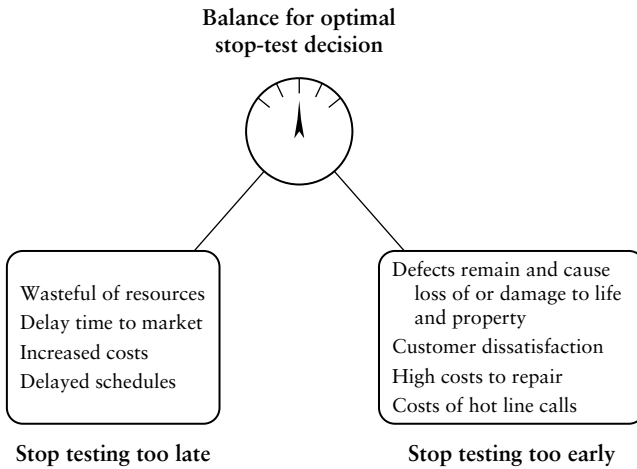 Balance for optimal
stop-test decision
Wasteful of resources
Delay time to market
Increased costs
Delayed schedules
Stop testing too late
Defects remain and cause
loss of or damage to life
and property
Customer dissatisfaction
High costs to repair
Costs of hot line calls
Stop testing too early